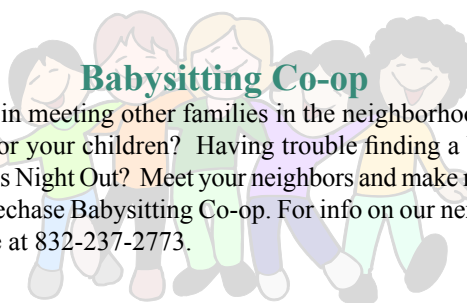 Babysitting Co-op
in meeting other families in the neighborhoo
or your children? Having trouble finding a
s Night Out? Meet your neighbors and make
echase Babysitting Co-op. For info on our ne
at 832-237-2773.